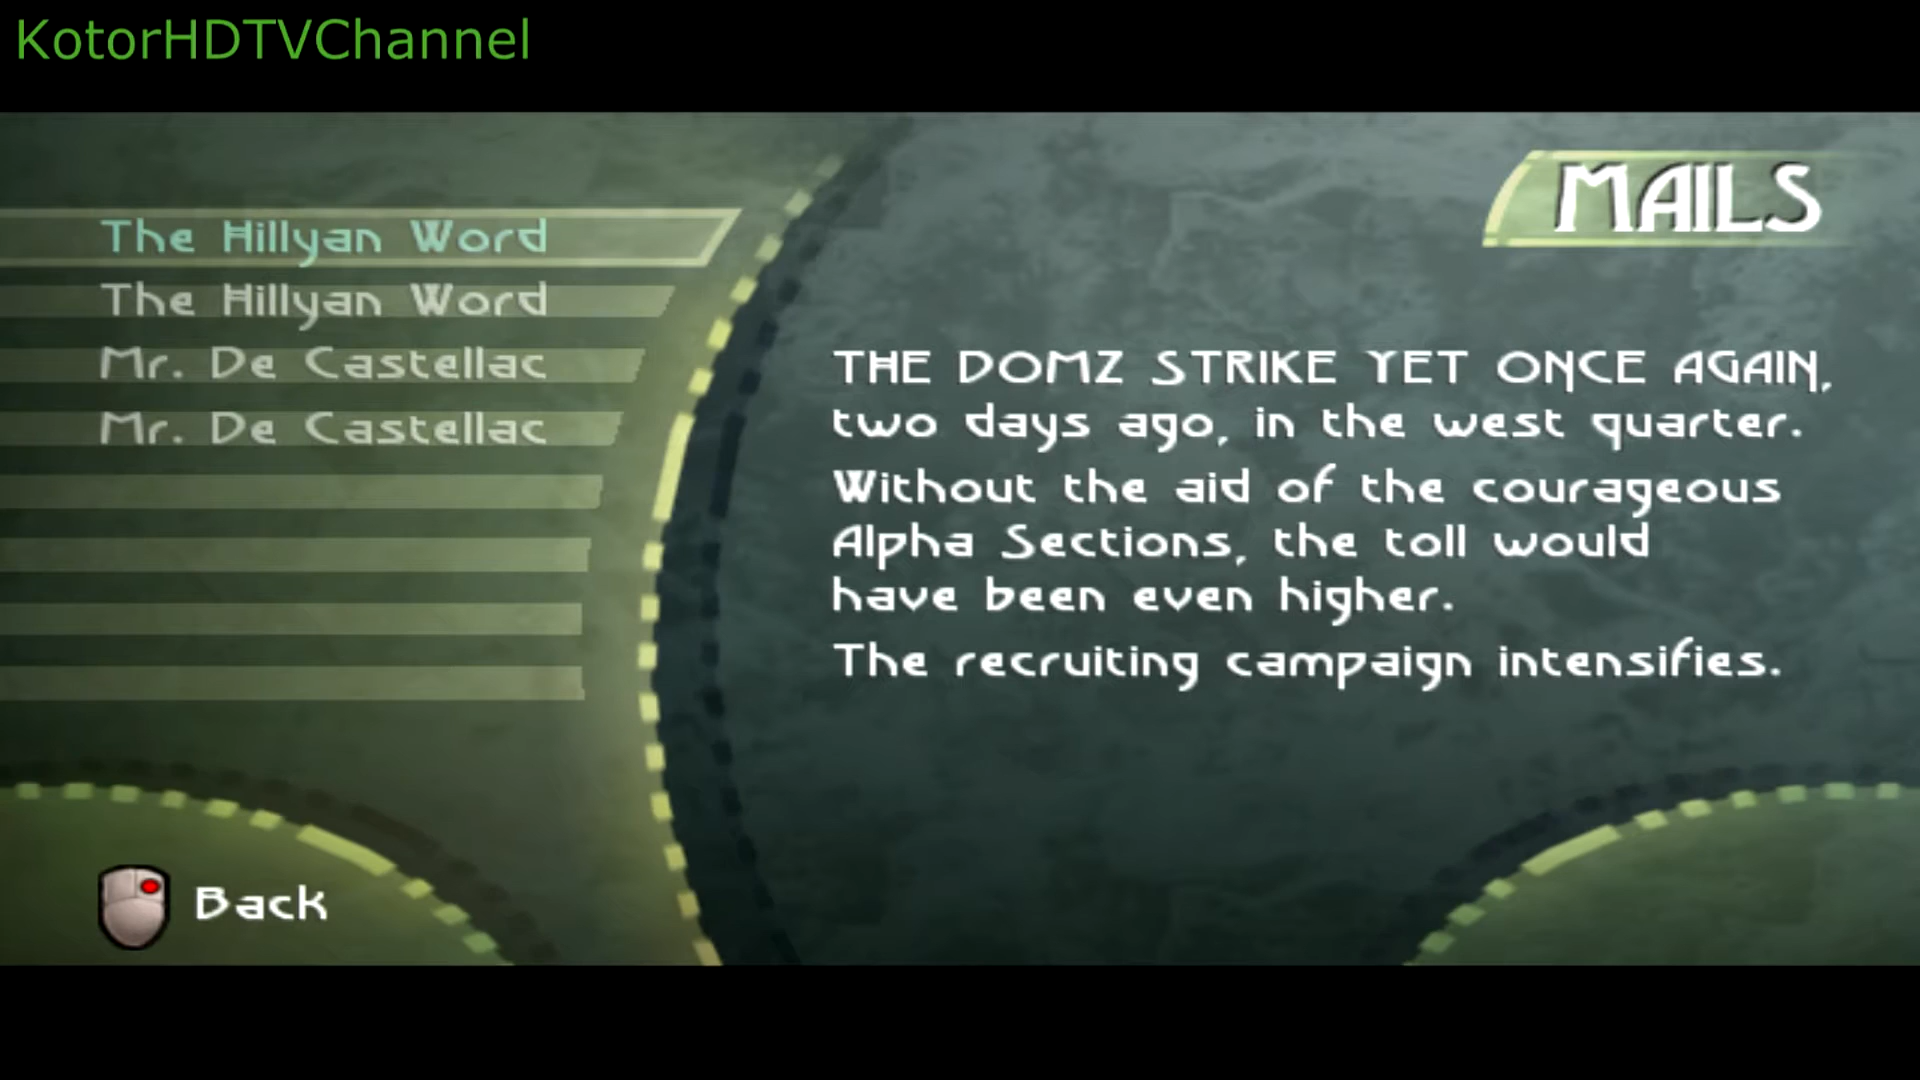 KotorHDTVChannel
MAILS
The Hillyan Word
The Hillyan Word
Mr. De Castellac
Mr. De Castellac
THE DOMZ STRIKE YET ONCE AGAIN,
two days ago, in the west quarter.
Without the aid of the courageous
Alpha Sections, the toll would
have been even higher.
The recruiting campaign intensifies.
Back